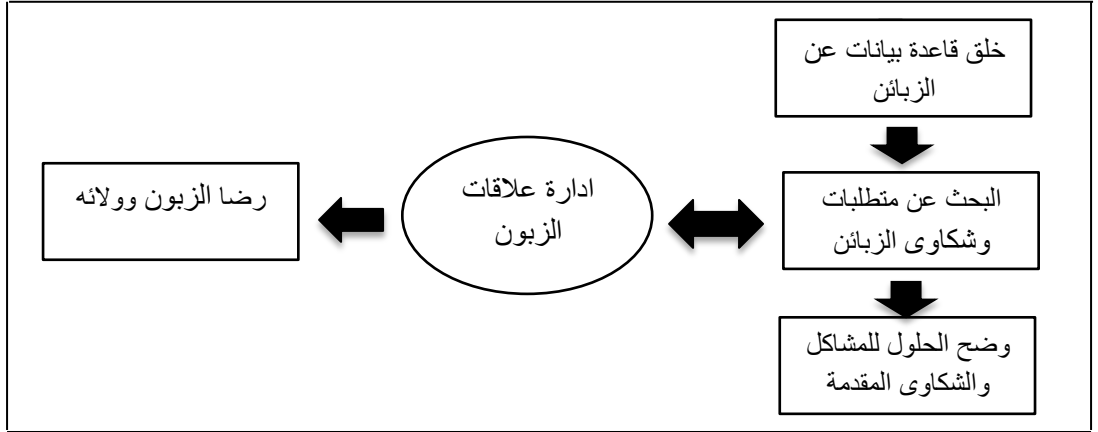 خلق قاعدة بيانات عن
الزبائن
البحث عن متطلبات
وشكاوى الزبائن
وضح الحلول للمشاكل
والشكاوى المقدمة
ادارة علاقات
الزبون
رضا الزبون وولائه